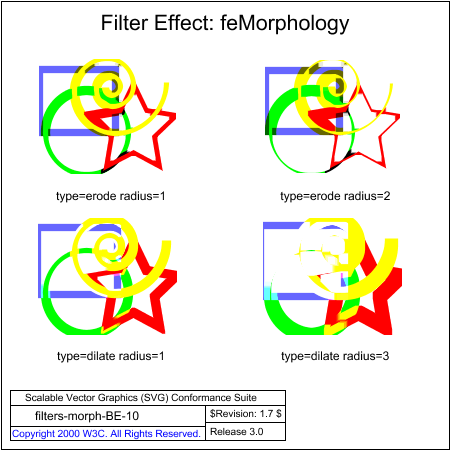 Filter Effect: feMorphology
type=erode radius=1
type=erode radius=2
type=dilate radius=1
type=dilate radius=3
Scalable Vector Graphics (SVG) Conformance Suite
filters-morph-BE-10
$Revision: 1.7 $
Copyright 2000 W3C. All Rights Reserved.
Release 3.0